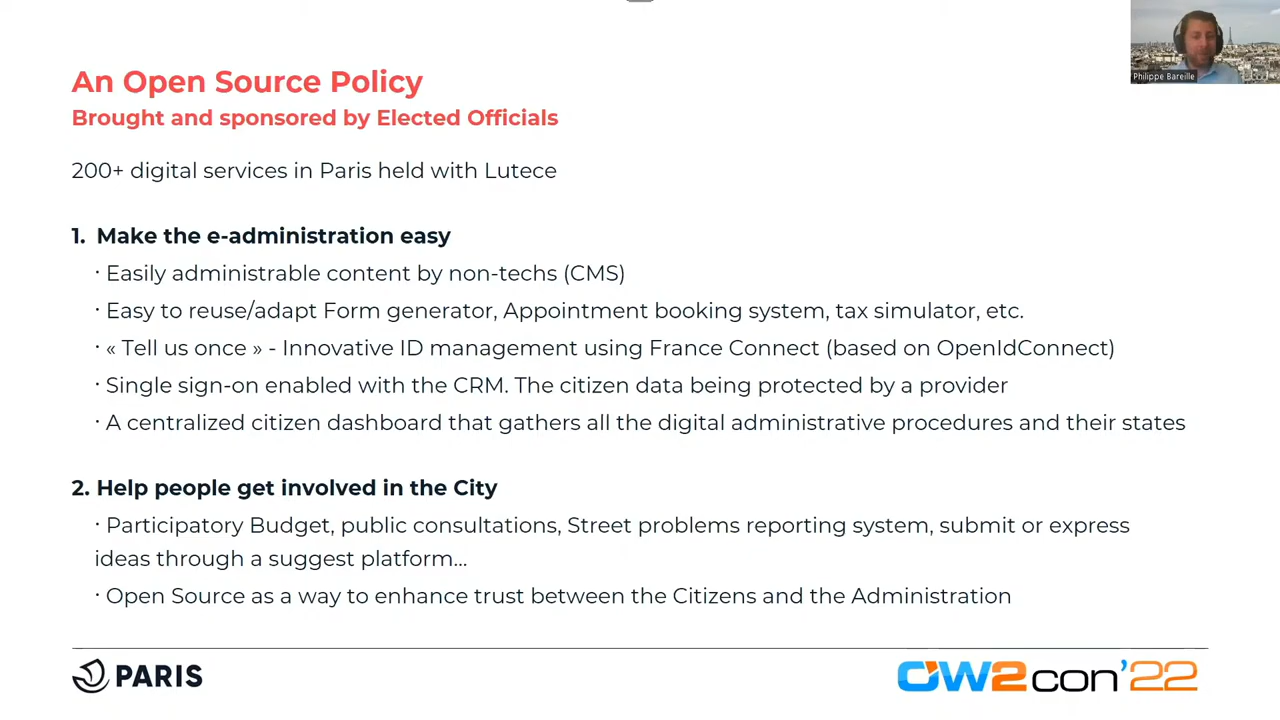 An Open Source Policy
Brought and sponsored by Elected Officials
Philippe Bareille
200+ digital services in Paris held with Lutece
1. Make the e-administration easy
· Easily administrable content by non-techs (CMS)
· Easy to reuse/adapt Form generator, Appointment booking system, tax simulator, etc.
· « Tell us once » - Innovative ID management using France Connect (based on OpenIdConnect)
· Single sign-on enabled with the CRM. The citizen data being protected by a provider
· A centralized citizen dashboard that gathers all the digital administrative procedures and their states
2. Help people get involved in the City
· Participatory Budget, public consultations, Street problems reporting system, submit or express
ideas through a suggest platform...
· Open Source as a way to enhance trust between the Citizens and the Administration
PARIS
OW2con'22